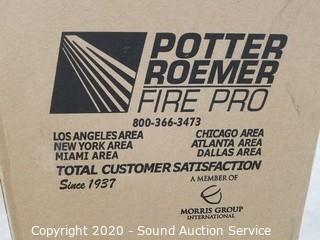 POTTER
ROEMER
FIRE PRO
800-366-3473
LOS ANGELES AREA CHICAGO AREA
NEW YORK AREA ATLANTA AREA
MIAMI AREA DALLAS AREA
TOTAL CUSTOMER SATISFACTION
Since 1937
A MEMBER OF
MORRIS GROUP
INTERNATIONAL
Copyright 2020 - Sound Auction Service